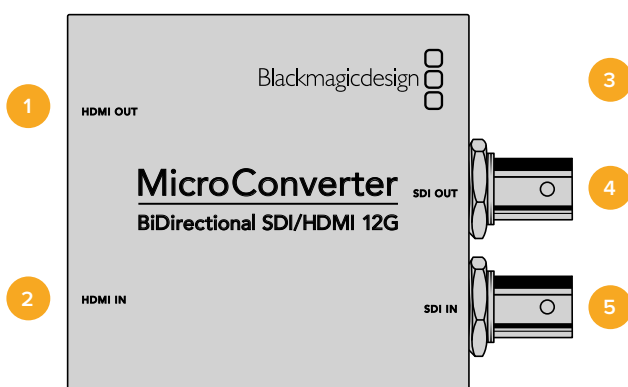 Blackmagicdesign
1
HDMI OUT
3
MicroConverter
SDI OUT
4
BiDirectional SDI/HDMI 12G
2
HDMI IN
SDI IN
5